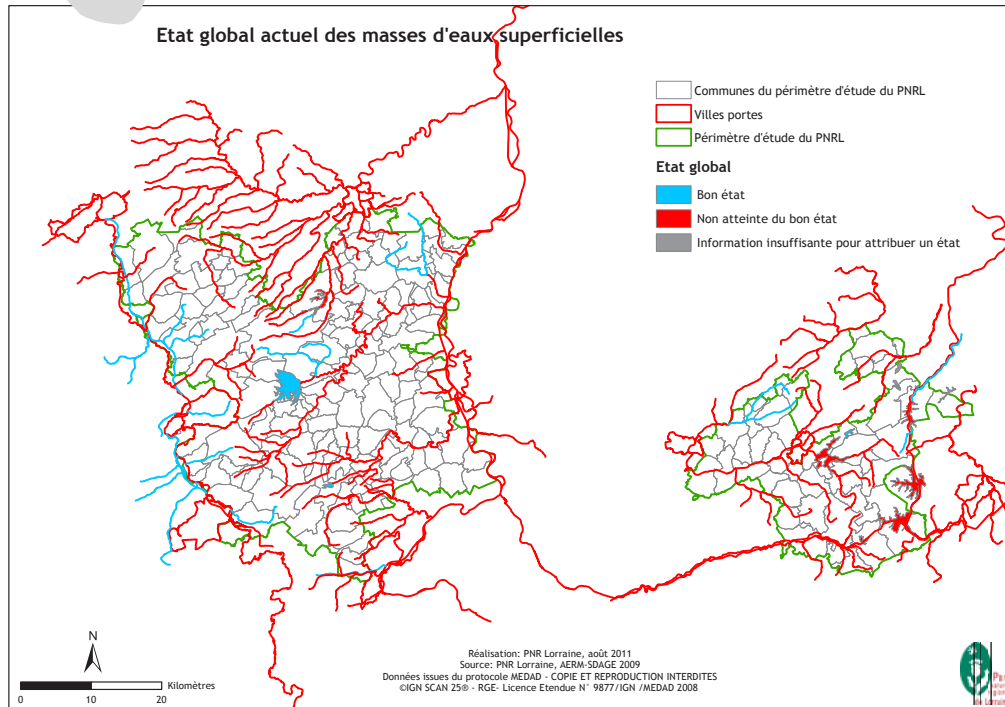 Etat global actuel des masses d'eaux superficielles
Communes du périmètre d'étude du PNRL
Villes portes
Périmètre d'étude du PNRL
Etat global
Bon état
Non atteinte du bon état
Information insuffisante pour attribuer un état
N
Kilomètres
0 10 20
Réalisation: PNR Lorraine, août 2011
Source: PNR Lorraine, AERM-SDAGE 2009
Données issues du protocole MEDAD - COPIE ET REPRODUCTION INTERDITES
©IGN SCAN 25® - RGE- Licence Etendue N° 9877/IGN /MEDAD 2008